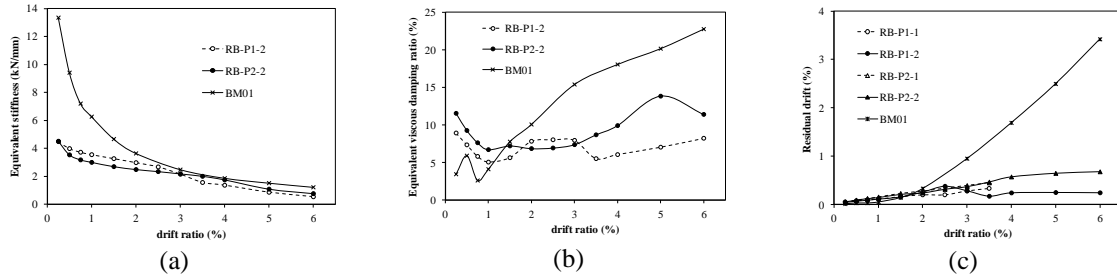 14
12
10
8
6
4
2
0
0 1 2 3 4 5 6
Equivalent stiffness (kN/mm)
drift ratio (%)
RB-P1-2
RB-P2-2
BM01
(a)
25
20
15
10
5
0
0 1 2 3 4 5 6
Equivalent viscous damping ratio (%)
drift ratio (%)
RB-P1-2
RB-P2-2
BM01
(b)
4
3
2
1
0
0 1 2 3 4 5 6
Residual drift (%)
drift ratio (%)
RB-P1-1
RB-P1-2
RB-P2-1
RB-P2-2
BM01
(c)